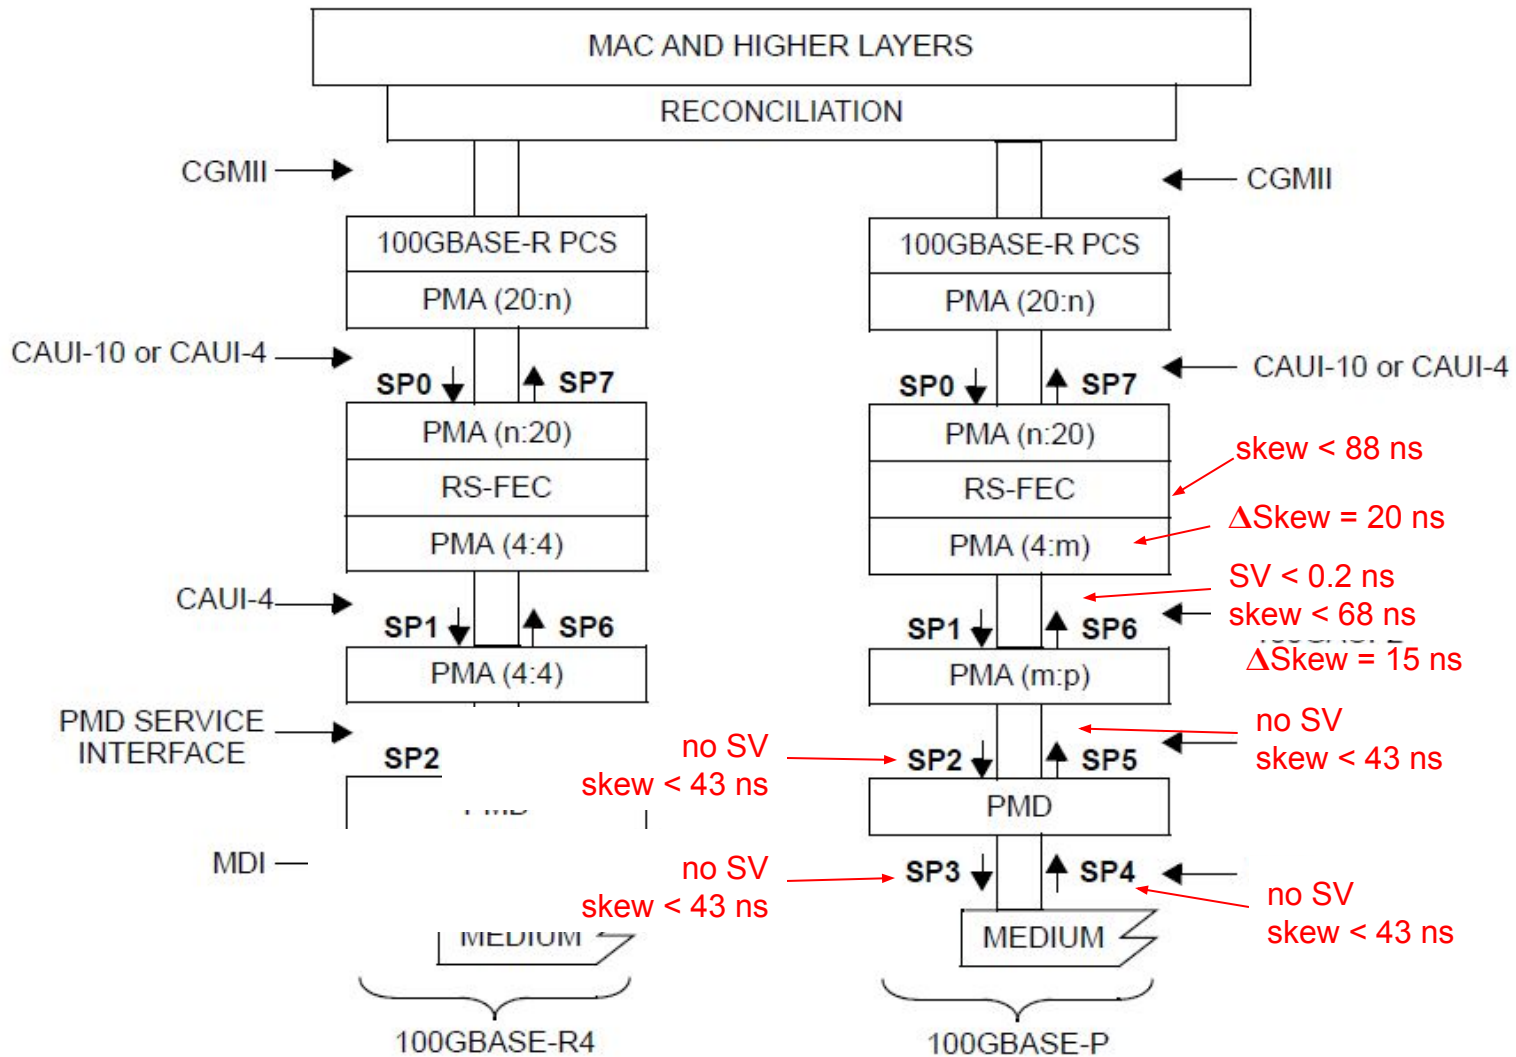 MAC AND HIGHER LAYERS
RECONCILIATION
CGMII
CGMII
100GBASE-R PCS
100GBASE-R PCS
PMA (20:n)
PMA (20:n)
CAUI-10 or CAUI-4
CAUI-10 or CAUI-4
SP0
SP7
SP0
SP7
PMA (n:20)
PMA (n:20)
skew < 88 ns
RS-FEC
RS-FEC
ΔSkew = 20 ns
PMA (4:4)
PMA (4:m)
SV < 0.2 ns
CAUI-4
skew < 68 ns
SP1
SP6
SP1
SP6
ΔSkew = 15 ns
PMA (4:4)
PMA (m:p)
PMD SERVICE
INTERFACE
no SV
skew < 43 ns
SP2
no SV
skew < 43 ns
SP2
SP5
PMD
MDI
no SV
skew < 43 ns
SP3
SP4
no SV
skew < 43 ns
MEDIUM
MEDIUM
100GBASE-R4
100GBASE-P